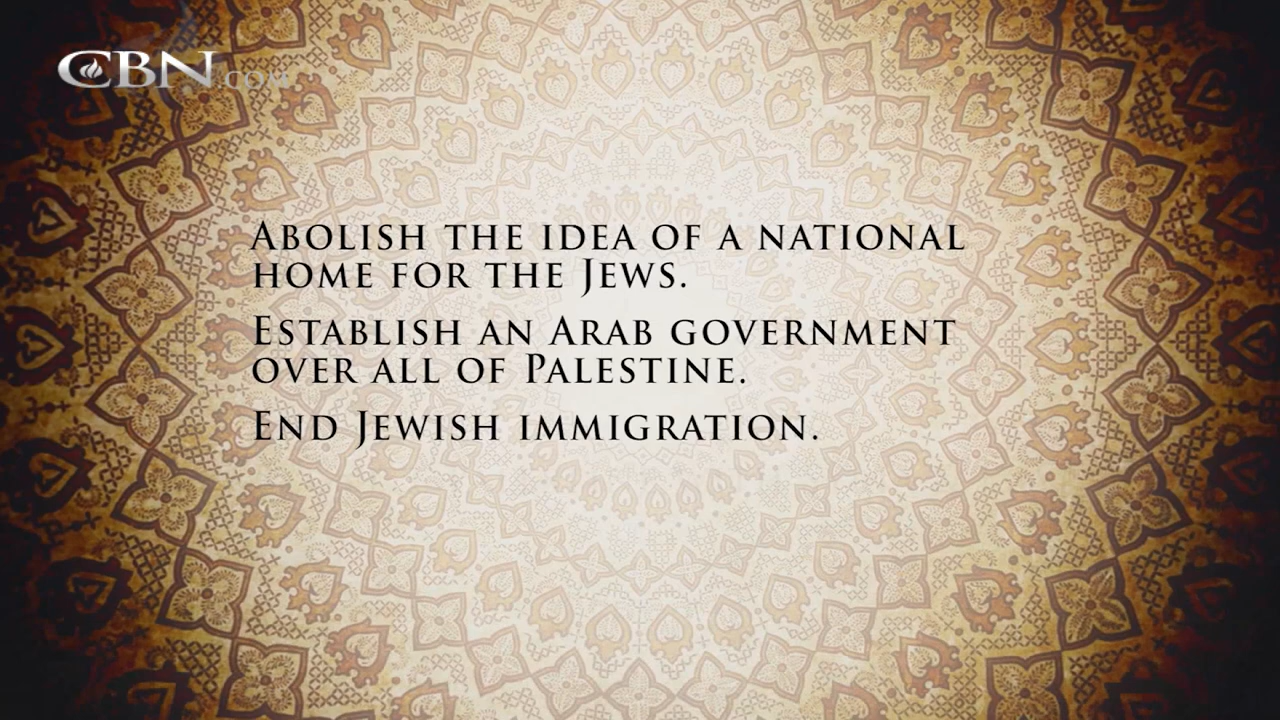 CBN.com
Abolish the idea of a national
home for the Jews.
Establish an Arab government
over all of Palestine.
End Jewish immigration.